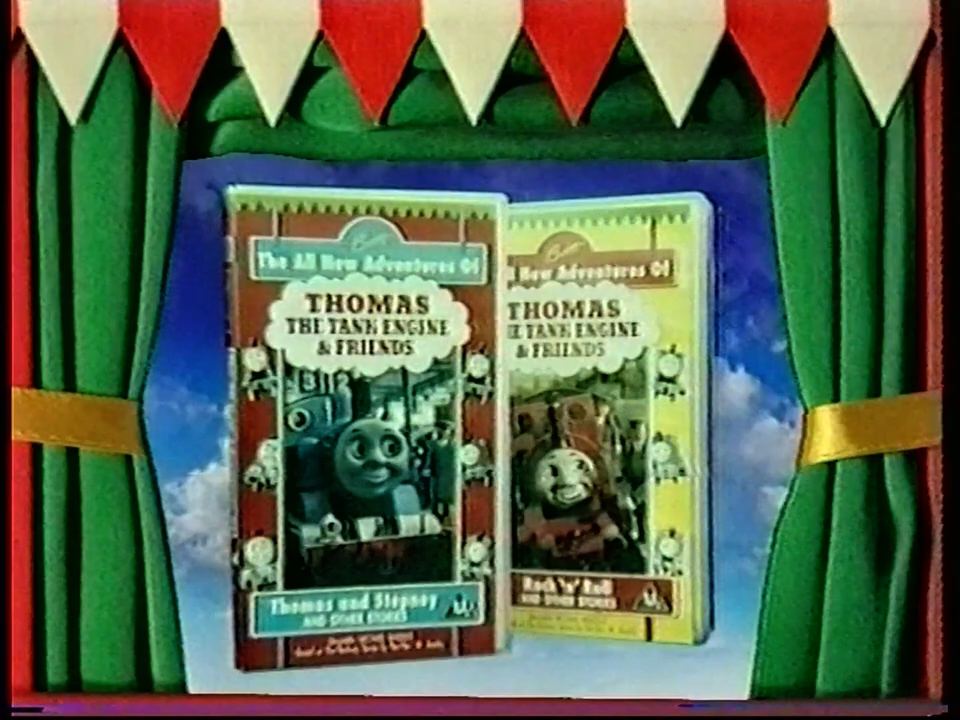 The All New Adventures Of
THOMAS
THE TANK ENGINE
& FRIENDS
Thomas and Stepney
AND OTHER STORIES
New Adventures Of
THOMAS
TANK ENGINE
& FRIENDS
Rock 'n' Roll
AND OTHER STORIES